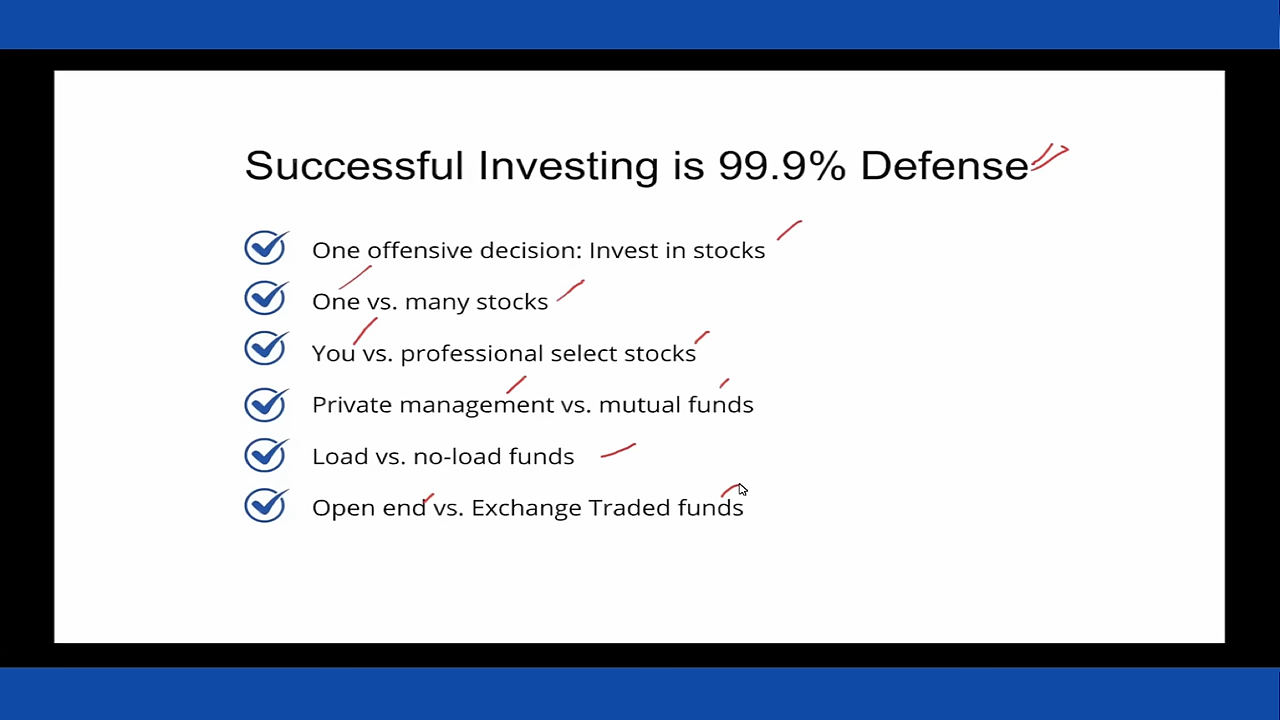 Successful Investing is 99.9% Defense
One offensive decision: Invest in stocks
One vs. many stocks
You vs. professional select stocks
Private management vs. mutual funds
Load vs. no-load funds
Open end vs. Exchange Traded funds